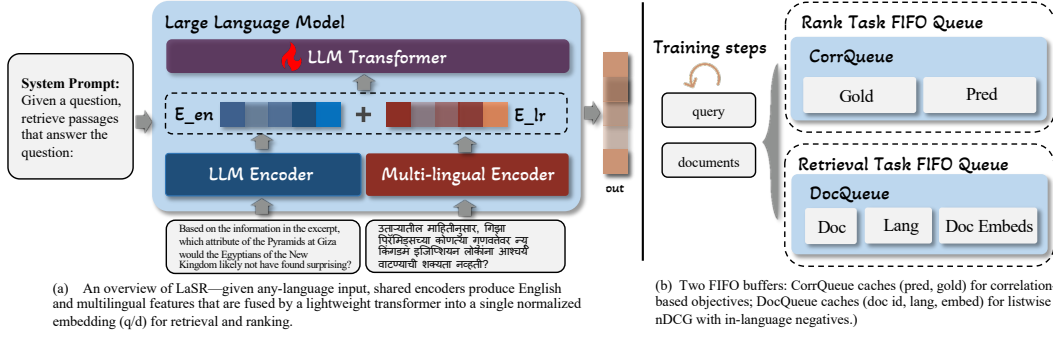 Large Language Model
LLM Transformer
System Prompt:
Given a question,
retrieve passages
that answer the
question:
E_en
+
E_lr
LLM Encoder
Multi-lingual Encoder
out
Based on the information in the excerpt,
which attribute of the Pyramids at Giza
would the Egyptians of the New
Kingdom likely not have found surprising?
उताऱ्यातील माहितीनुसार, गिझा
पिरॅमिड्सच्या कोणत्या गुणवत्तेवर न्यू
किंगडम इजिप्शियन लोकांना आश्चर्य
वाटण्याची शक्यता नव्हती?
(a) An overview of LaSR—given any-language input, shared encoders produce English
and multilingual features that are fused by a lightweight transformer into a single normalized
embedding (q/d) for retrieval and ranking.
Training steps
query
documents
Rank Task FIFO Queue
CorrQueue
Gold
Pred
Retrieval Task FIFO Queue
DocQueue
Doc
Lang
Doc Embeds
(b) Two FIFO buffers: CorrQueue caches (pred, gold) for correlation-
based objectives; DocQueue caches (doc id, lang, embed) for listwise
nDCG with in-language negatives.)